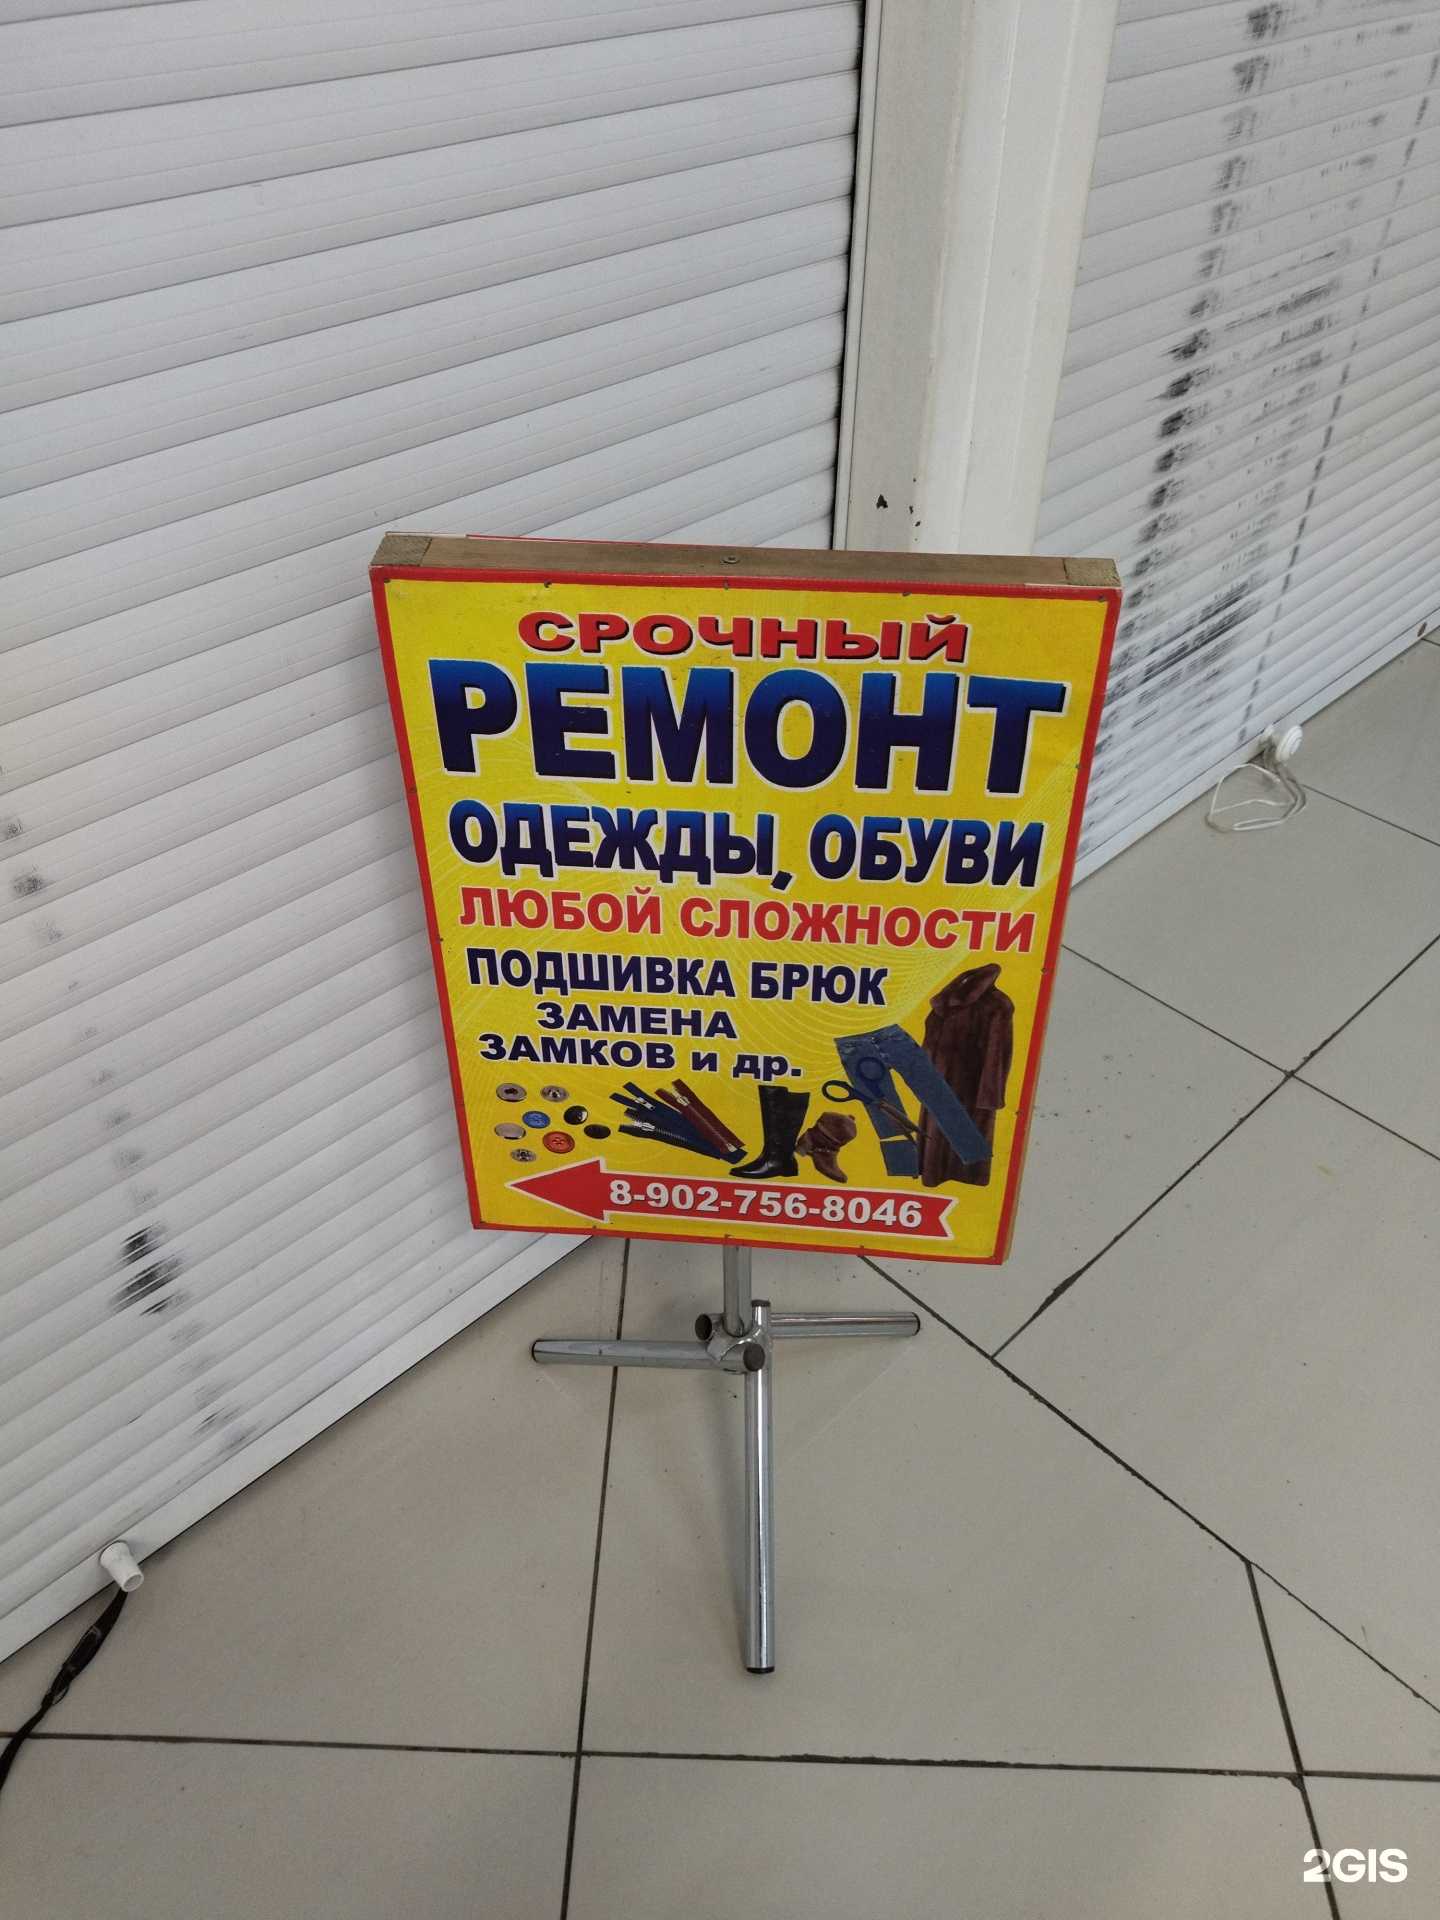 СРОЧНЫЙ
РЕМОНТ
ОДЕЖДЫ, ОБУВИ
ЛЮБОЙ СЛОЖНОСТИ
ПОДШИВКА БРЮК
ЗАМЕНА
ЗАМКОВ и др.
8-902-756-8046
2GIS